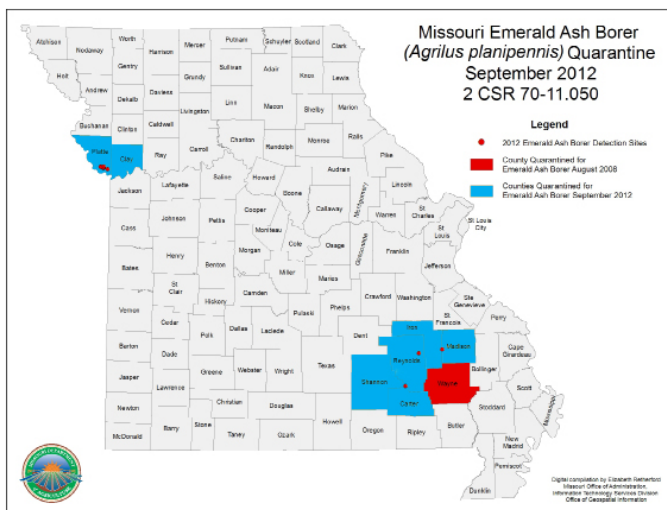 Missouri Emerald Ash Borer
(Agrilus planipennis) Quarantine
September 2012
2 CSR 70-11.050
Legend
2012 Emerald Ash Borer Detection Sites
County Quarantined for
Emerald Ash Borer August 2008
Counties Quarantined for
Emerald Ash Borer September 2012
Atchison
Nodaway
Worth
Harrison
Mercer
Putnam
Schuyler
Scotland
Clark
Holt
Gentry
Sullivan
Adair
Knox
Lewis
Andrew
Dekalb
Daviess
Grundy
Linn
Macon
Shelby
Marion
Livingston
Buchanan
Clinton
Caldwell
Chariton
Randolph
Monroe
Ralls
Platte
Clay
Ray
Carroll
Pike
Saline
Howard
Audrain
Jackson
Lafayette
Boone
Callaway
Montgomery
Lincoln
Warren
St
Charles
St Louis
City
St
Louis
Johnson
Pettis
Cooper
Moniteau
Cole
Osage
Gasconade
Franklin
Cass
Jefferson
Henry
Benton
Morgan
Miller
Bates
St
Clair
Hickory
Camden
Maries
Crawford
Washington
Ste
Genevieve
St
Francois
Perry
Vernon
Cedar
Polk
Dallas
Laclede
Pulaski
Phelps
Dent
Iron
Madison
Cape
Girardeau
Barton
Dade
Reynolds
Bollinger
Jasper
Greene
Webster
Wright
Texas
Shannon
Wayne
Scott
Lawrence
Christian
Douglas
Carter
Stoddard
Mississippi
Newton
Howell
Butler
Oregon
Ripley
New
Madrid
McDonald
Barry
Stone
Taney
Ozark
Pemiscot
Dunklin
Digital compilation by Elizabeth Retherford
Missouri Office of Administration,
Information Technology Services Division
Office of Geospatial Information